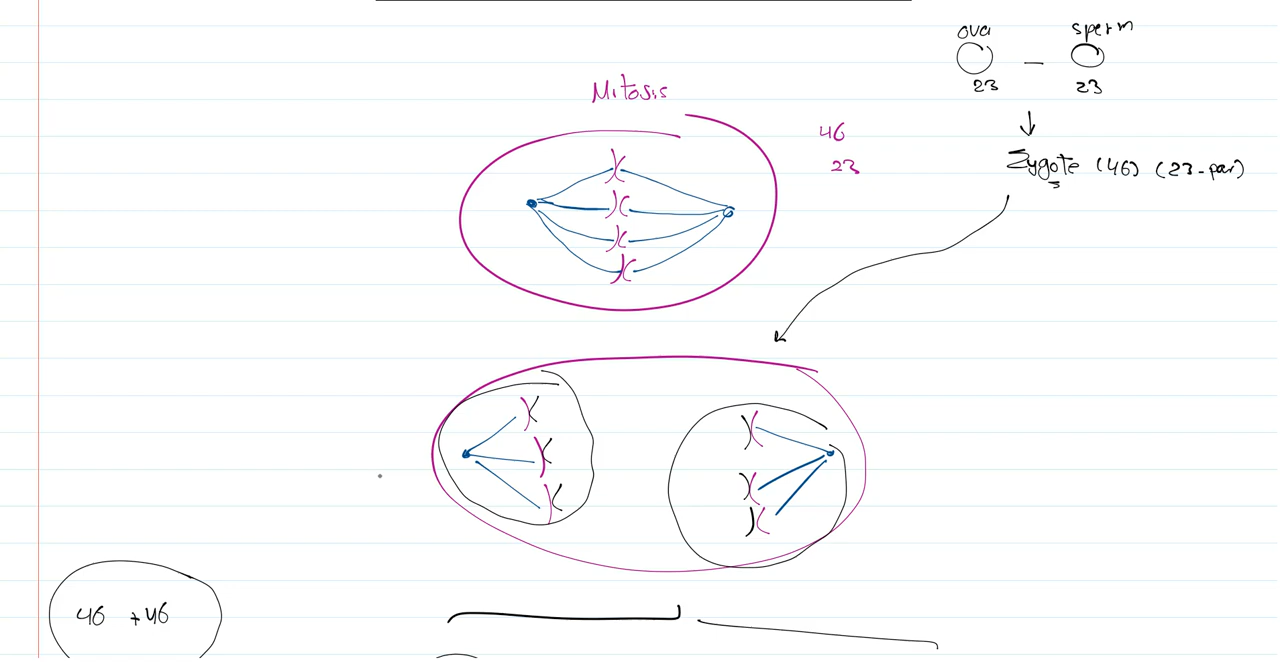 ova sperm
23 23
Mitosis
46
23
Zygote (46) (23-pair)
46 +46